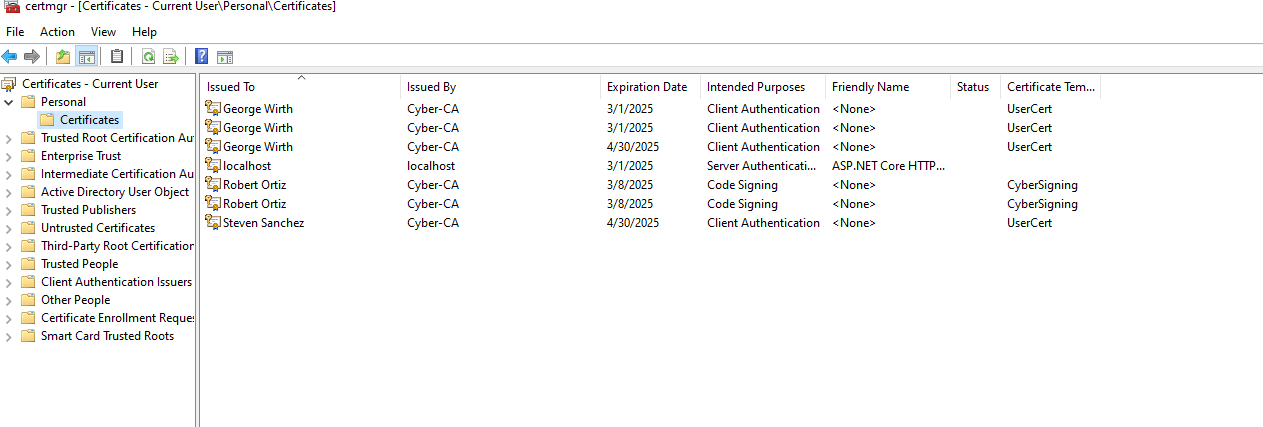 certmgr - [Certificates - Current User\Personal\Certificates]
File Action View Help
Certificates - Current User
Personal
Certificates
Trusted Root Certification Au
Enterprise Trust
Intermediate Certification Au
Active Directory User Object
Trusted Publishers
Untrusted Certificates
Third-Party Root Certification
Trusted People
Client Authentication Issuers
Other People
Certificate Enrollment Reques
Smart Card Trusted Roots
Issued To Issued By Expiration Date Intended Purposes Friendly Name Status Certificate Tem...
George Wirth Cyber-CA 3/1/2025 Client Authentication <None> UserCert
George Wirth Cyber-CA 3/1/2025 Client Authentication <None> UserCert
George Wirth Cyber-CA 4/30/2025 Client Authentication <None> UserCert
localhost localhost 3/1/2025 Server Authenticati... ASP.NET Core HTTP...
Robert Ortiz Cyber-CA 3/8/2025 Code Signing <None> CyberSigning
Robert Ortiz Cyber-CA 3/8/2025 Code Signing <None> CyberSigning
Steven Sanchez Cyber-CA 4/30/2025 Client Authentication <None> UserCert